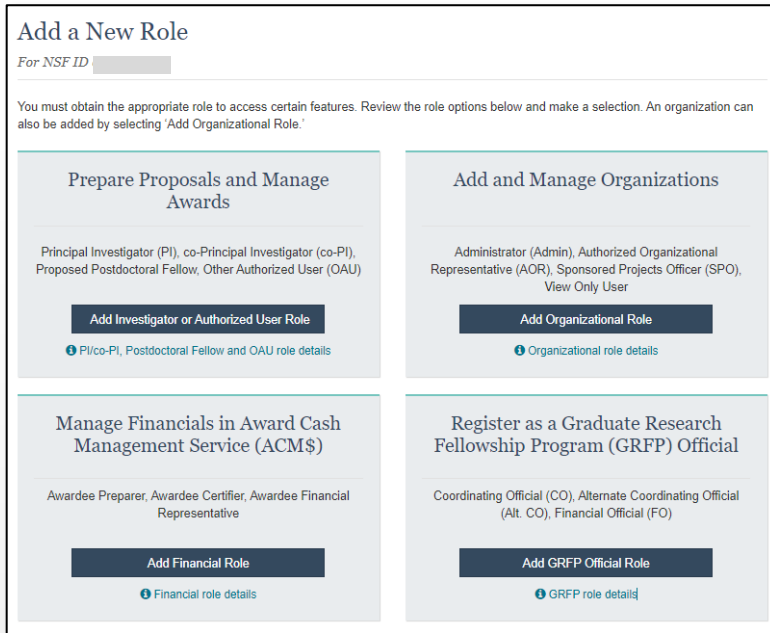 Add a New Role
For NSF ID
You must obtain the appropriate role to access certain features. Review the role options below and make a selection. An organization can
also be added by selecting ‘Add Organizational Role.’
Prepare Proposals and Manage
Awards
Principal Investigator (PI), co-Principal Investigator (co-PI),
Proposed Postdoctoral Fellow, Other Authorized User (OAU)
Add Investigator or Authorized User Role
PI/co-PI, Postdoctoral Fellow and OAU role details
Add and Manage Organizations
Administrator (Admin), Authorized Organizational
Representative (AOR), Sponsored Projects Officer (SPO),
View Only User
Add Organizational Role
Organizational role details
Manage Financials in Award Cash
Management Service (ACM$)
Awardee Preparer, Awardee Certifier, Awardee Financial
Representative
Add Financial Role
Financial role details
Register as a Graduate Research
Fellowship Program (GRFP) Official
Coordinating Official (CO), Alternate Coordinating Official
(Alt. CO), Financial Official (FO)
Add GRFP Official Role
GRFP role details